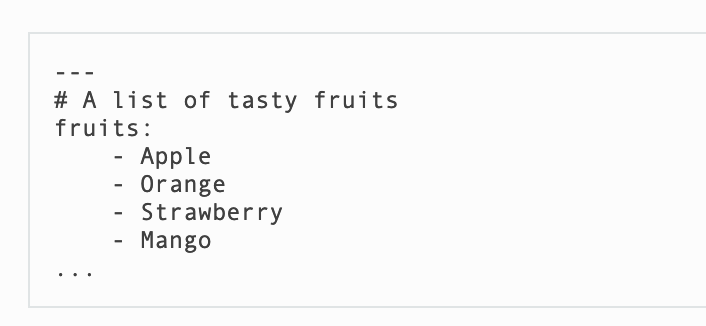 ---
# A list of tasty fruits
fruits:
    - Apple
    - Orange
    - Strawberry
    - Mango
...